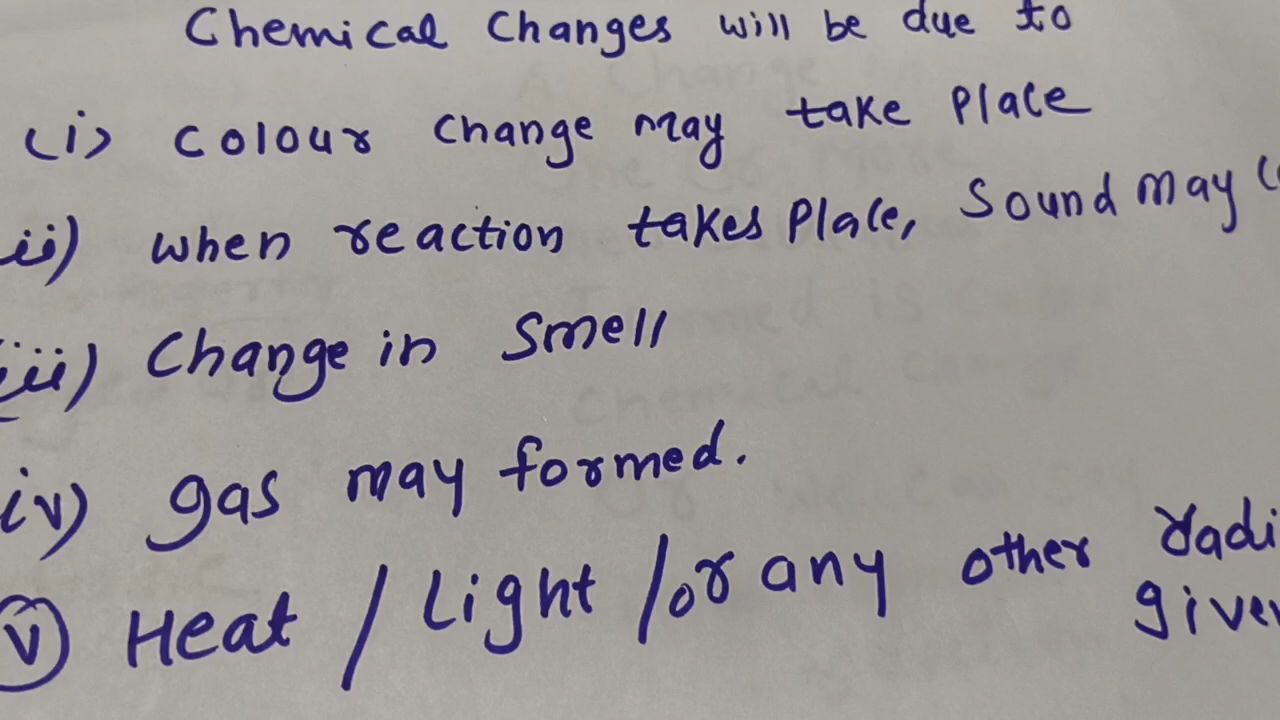 Chemical Changes will be due to
(i) Colour change may take place
ii) when reaction takes place, Sound may
iii) Change in Smell
iv) gas may formed.
(v) Heat / Light / or any other